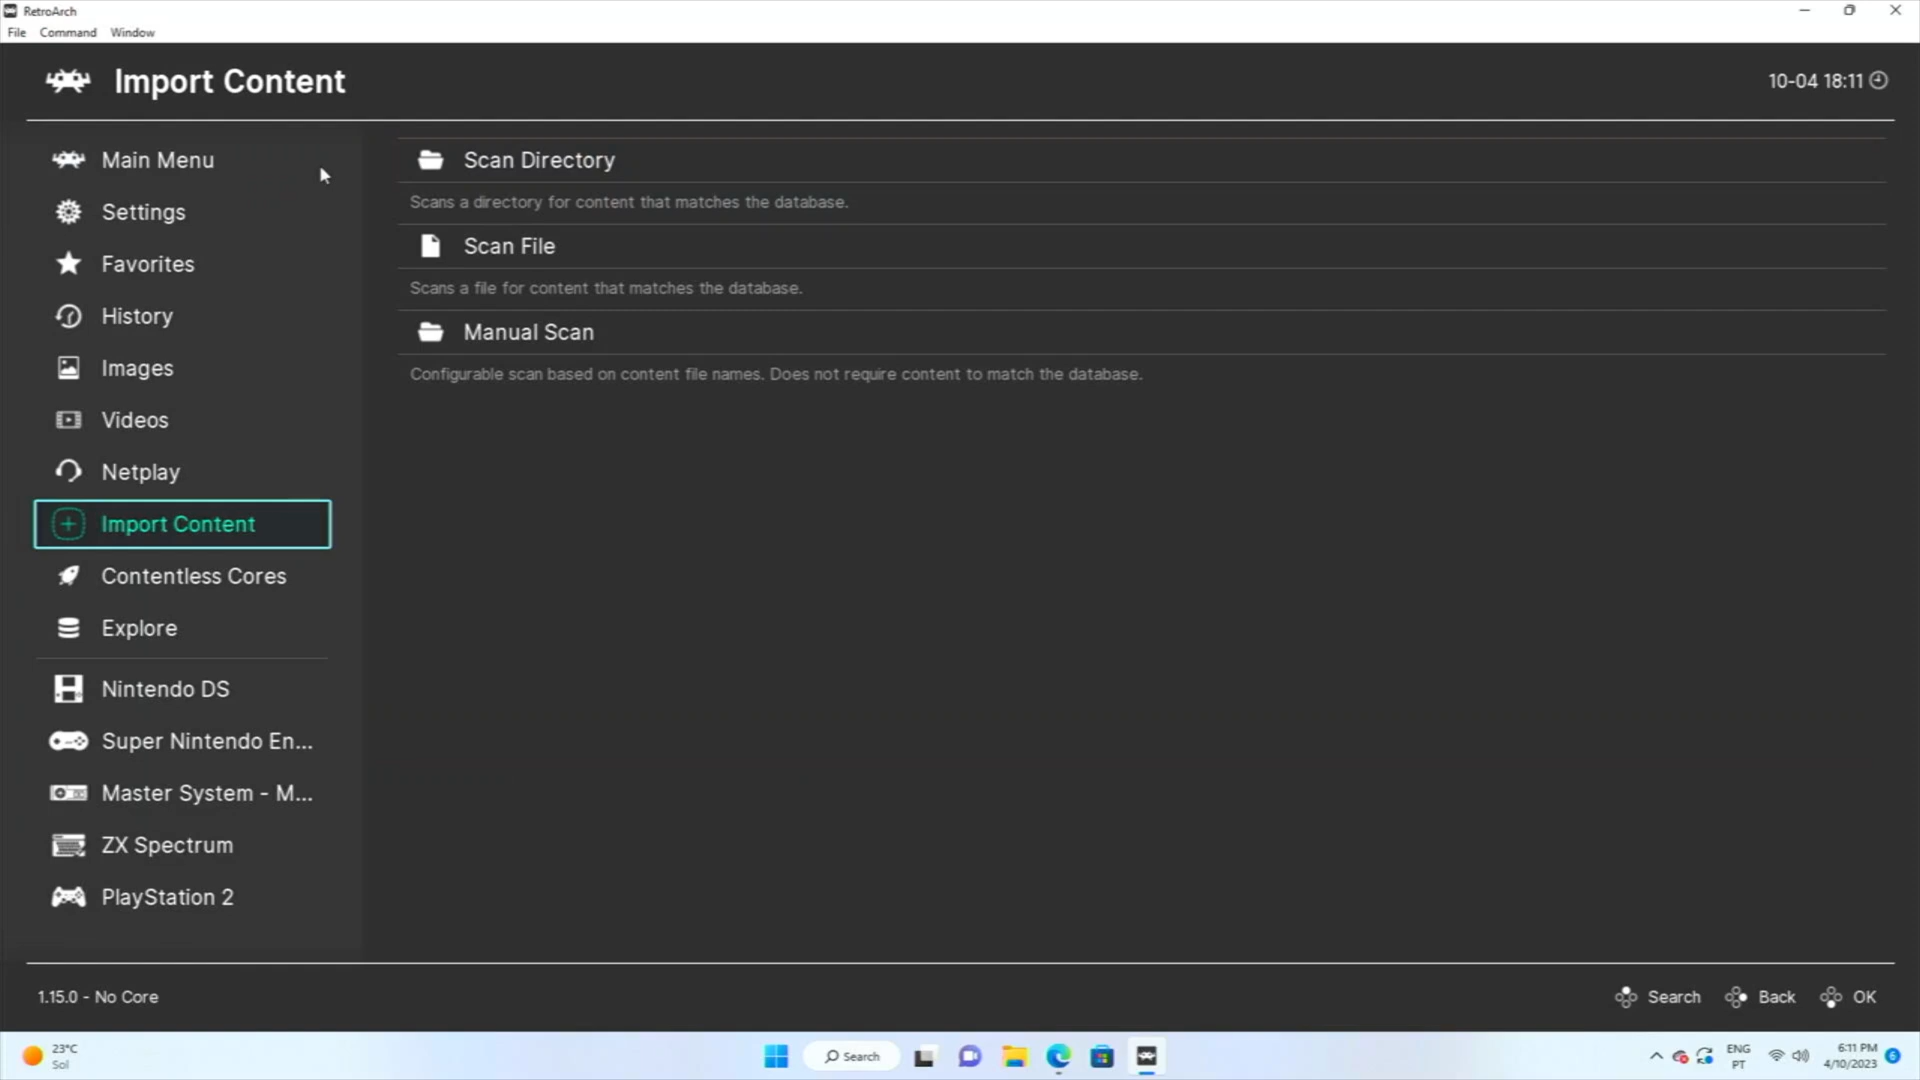 RetroArch
File Command Window
Import Content
10-04 18:11
Main Menu
Settings
Favorites
History
Images
Videos
Netplay
Import Content
Contentless Cores
Explore
Nintendo DS
Super Nintendo En...
Master System - M...
ZX Spectrum
PlayStation 2
Scan Directory
Scans a directory for content that matches the database.
Scan File
Scans a file for content that matches the database.
Manual Scan
Configurable scan based on content file names. Does not require content to match the database.
1.15.0 - No Core
Search Back OK
23°C
Sol
Search
ENG
PT
6:11 PM
4/10/2023
6